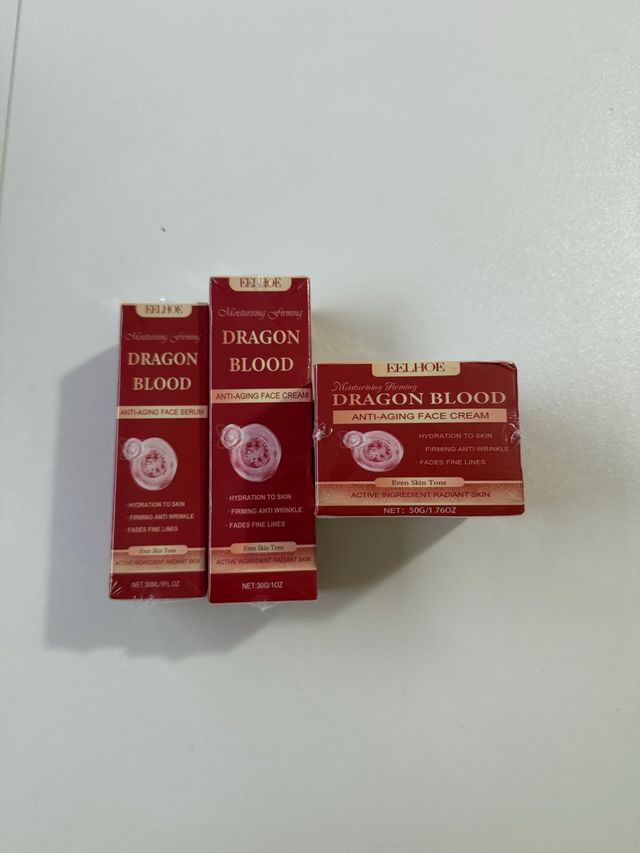 EELHOE
Moisturising Firming
DRAGON
BLOOD
ANTI-AGING FACE SERUM
·HYDRATION TO SKIN
·FIRMING ANTI WRINKLE
·FADES FINE LINES
Even Skin Tone
ACTIVE INGREDIENT RADIANT SKIN
NET:30ML/1FL.OZ
EELHOE
Moisturising Firming
DRAGON
BLOOD
ANTI-AGING FACE CREAM
·HYDRATION TO SKIN
·FIRMING ANTI WRINKLE
·FADES FINE LINES
Even Skin Tone
ACTIVE INGREDIENT RADIANT SKIN
NET:30G/1OZ
EELHOE
Moisturising Firming
DRAGON BLOOD
ANTI-AGING FACE CREAM
· HYDRATION TO SKIN
· FIRMING ANTI WRINKLE
· FADES FINE LINES
Even Skin Tone
ACTIVE INGREDIENT RADIANT SKIN
NET: 50G/1.76OZ